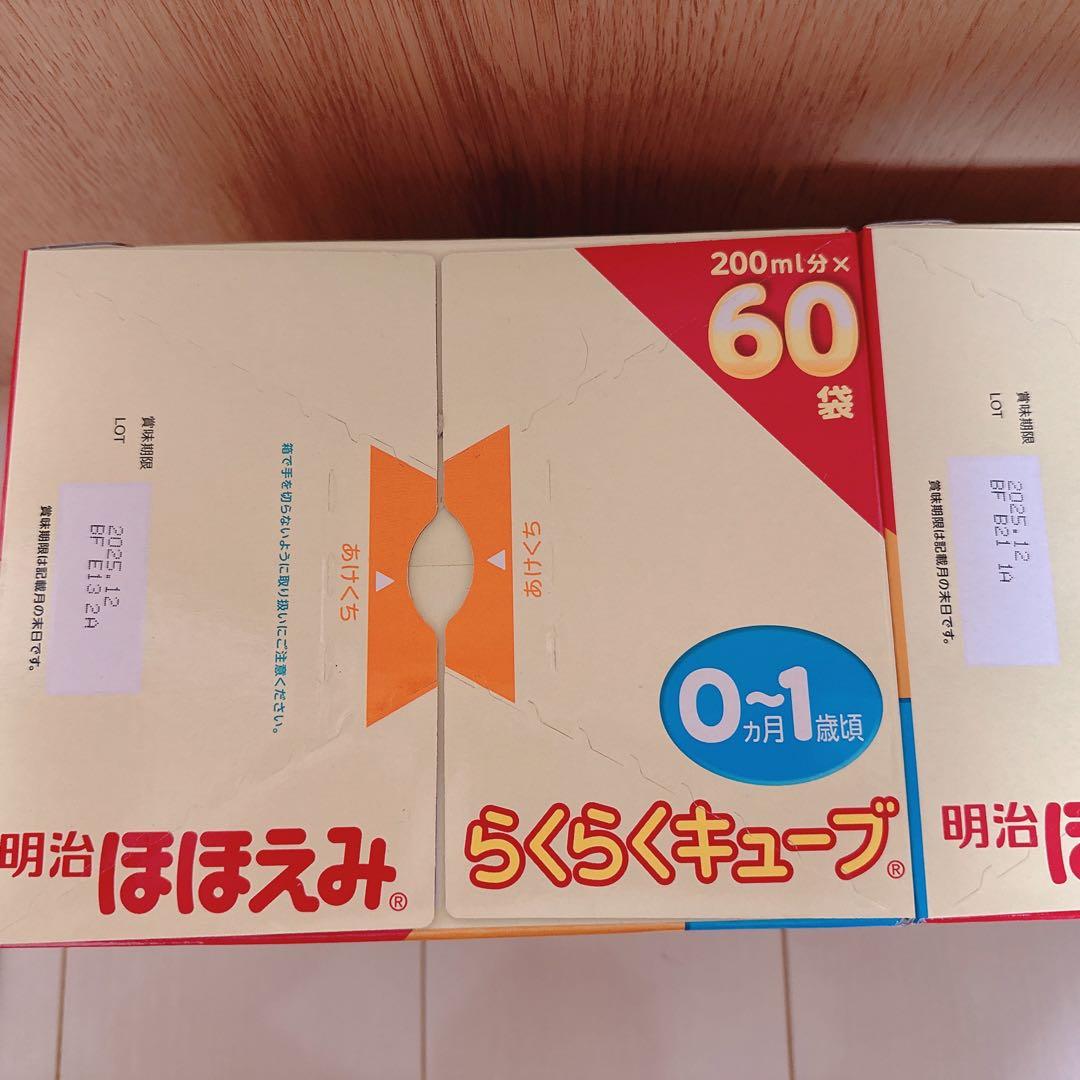 賞味期限
LOT
2025.12
BF E13 2A
賞味期限は記載月の末日です。
箱で手を切らないように取り扱いにご注意ください。
あけくち
あけくち
200ml分×
60
袋
0ヵ月~1歳頃
明治ほほえみ®
らくらくキューブ®
賞味期限
LOT
2025.12
BF B21 1A
賞味期限は記載月の末日です。
明治ほ